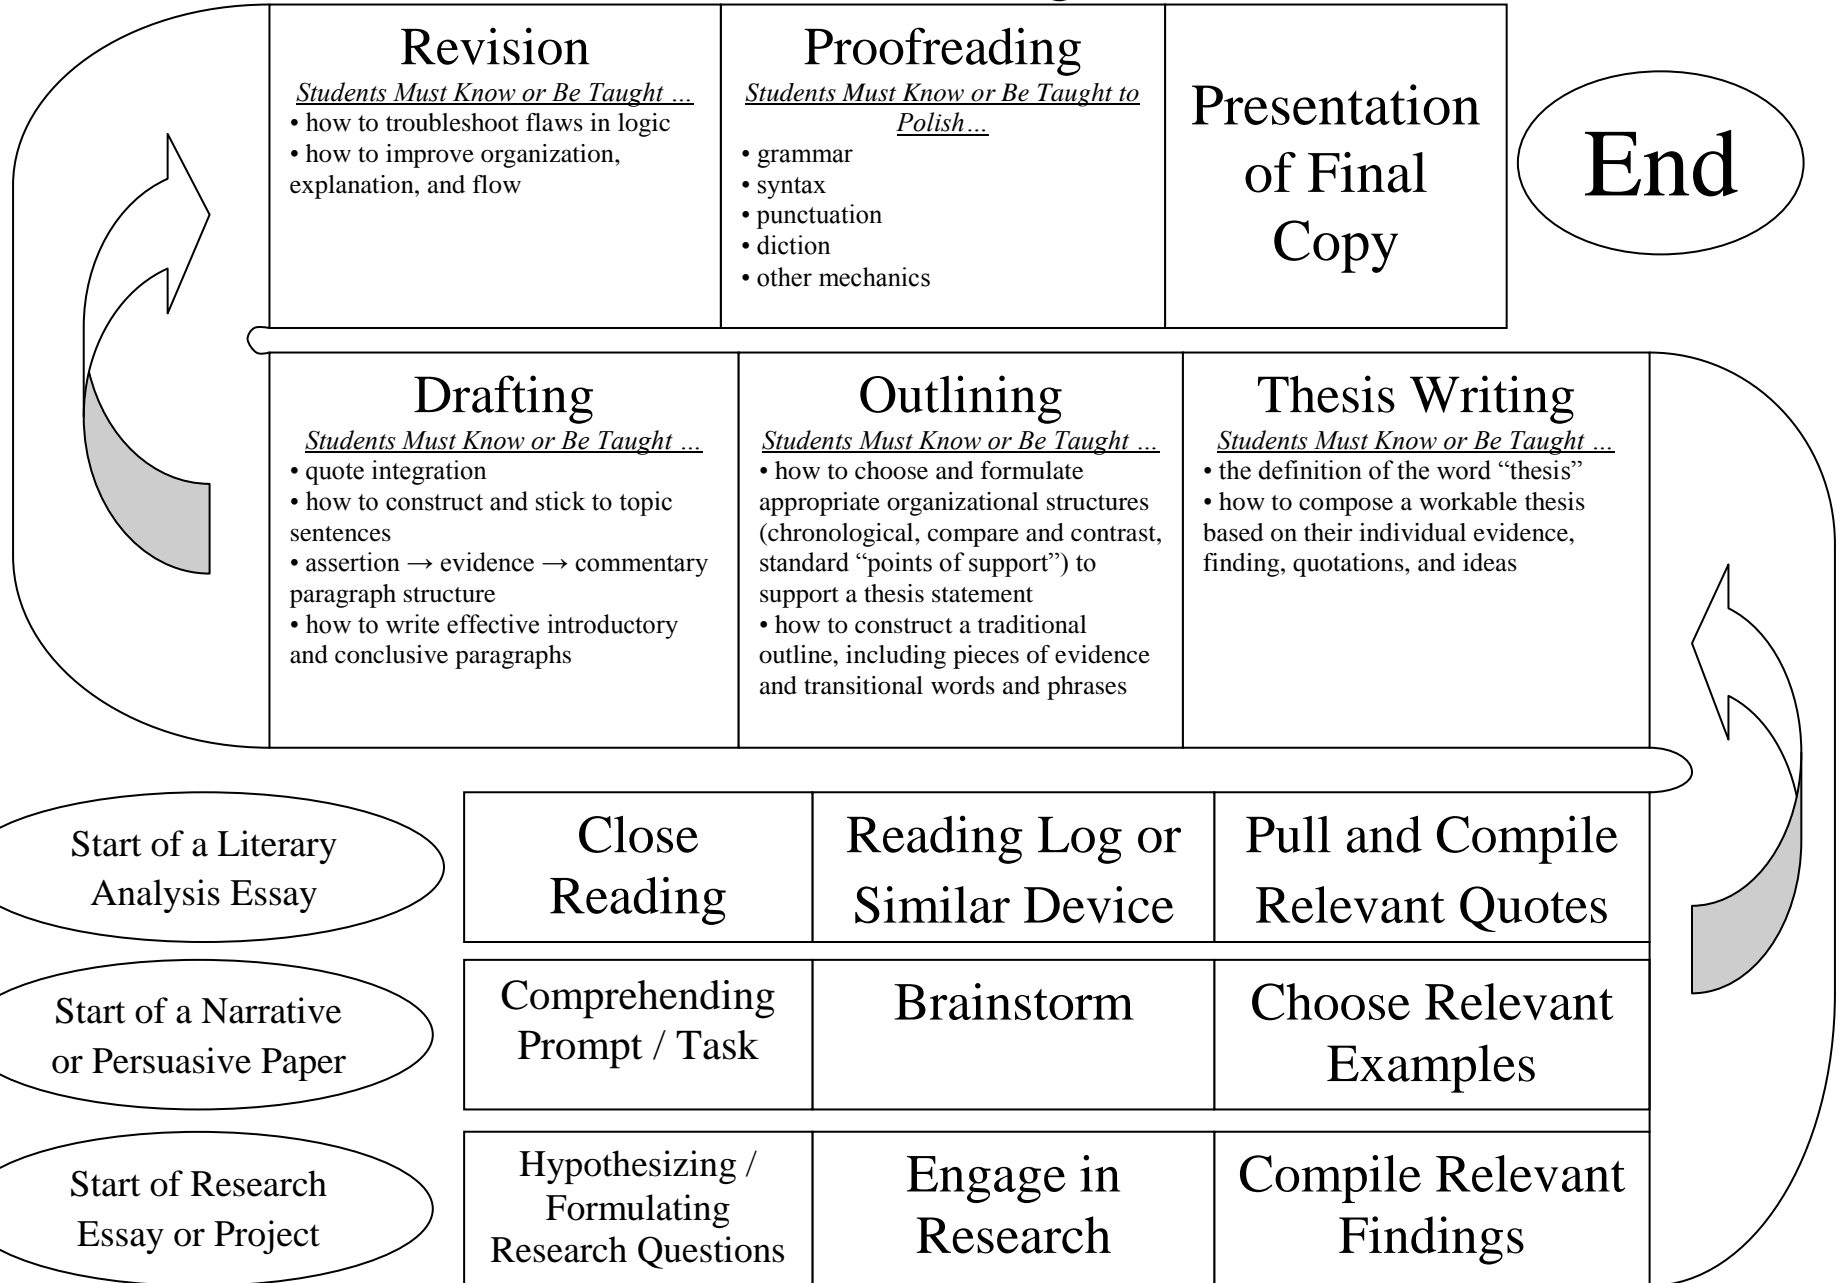 Revision
Students Must Know or Be Taught …
• how to troubleshoot flaws in logic
• how to improve organization,
explanation, and flow
Proofreading
Students Must Know or Be Taught to
Polish…
• grammar
• syntax
• punctuation
• diction
• other mechanics
Presentation
of Final
Copy
End
Drafting
Students Must Know or Be Taught …
• quote integration
• how to construct and stick to topic
sentences
• assertion → evidence → commentary
paragraph structure
• how to write effective introductory
and conclusive paragraphs
Outlining
Students Must Know or Be Taught …
• how to choose and formulate
appropriate organizational structures
(chronological, compare and contrast,
standard “points of support”) to
support a thesis statement
• how to construct a traditional
outline, including pieces of evidence
and transitional words and phrases
Thesis Writing
Students Must Know or Be Taught …
• the definition of the word “thesis”
• how to compose a workable thesis
based on their individual evidence,
finding, quotations, and ideas
Start of a Literary
Analysis Essay
Close
Reading
Reading Log or
Similar Device
Pull and Compile
Relevant Quotes
Start of a Narrative
or Persuasive Paper
Comprehending
Prompt / Task
Brainstorm
Choose Relevant
Examples
Start of Research
Essay or Project
Hypothesizing /
Formulating
Research Questions
Engage in
Research
Compile Relevant
Findings